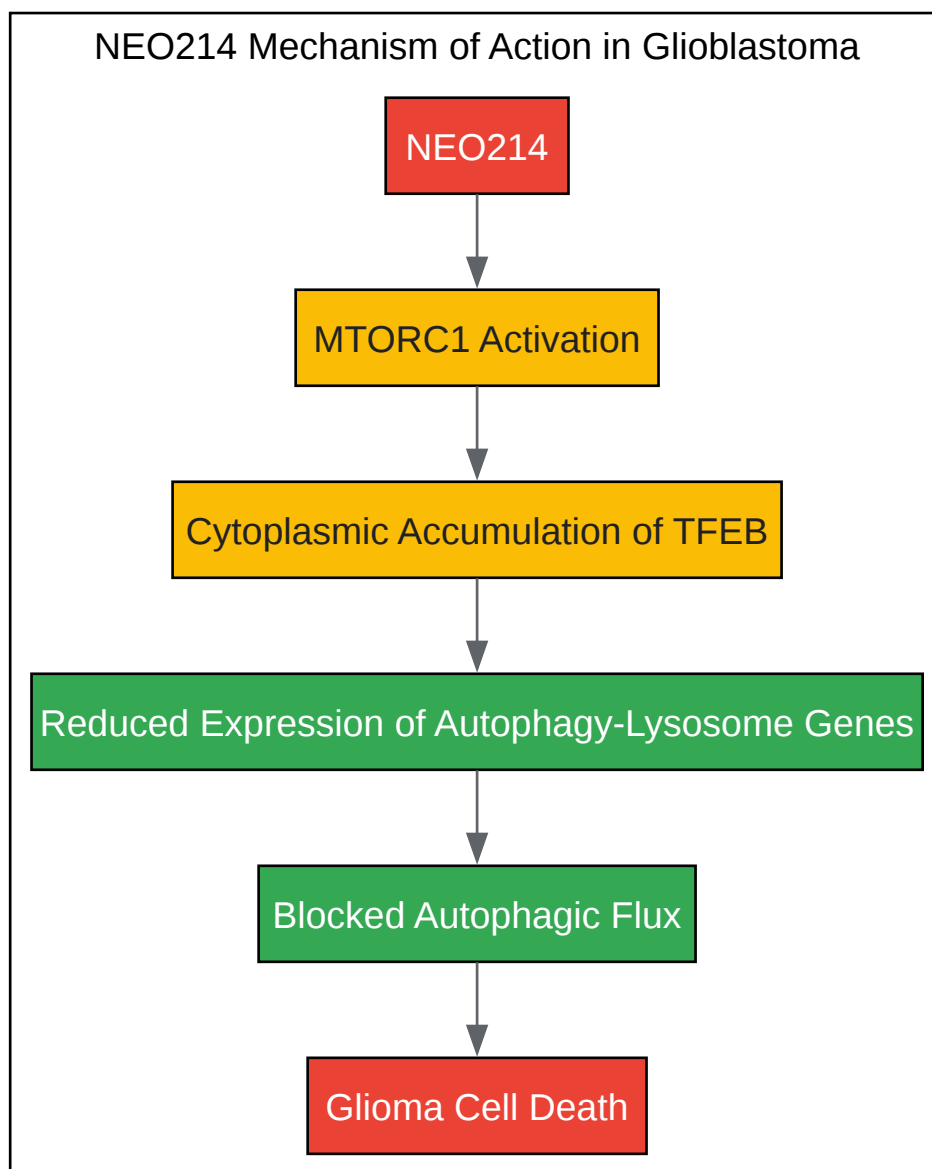 NEO214 Mechanism of Action in Glioblastoma
NEO214
MTORC1 Activation
Cytoplasmic Accumulation of TFEB
Reduced Expression of Autophagy-Lysosome Genes
Blocked Autophagic Flux
Glioma Cell Death